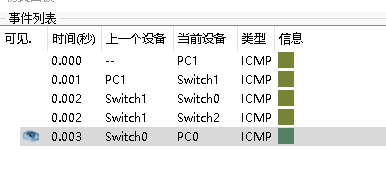 事件列表
可见. 时间(秒) 上一个设备 当前设备 类型 信息
0.000 -- PC1 ICMP
0.001 PC1 Switch1 ICMP
0.002 Switch1 Switch0 ICMP
0.002 Switch1 Switch2 ICMP
0.003 Switch0 PC0 ICMP